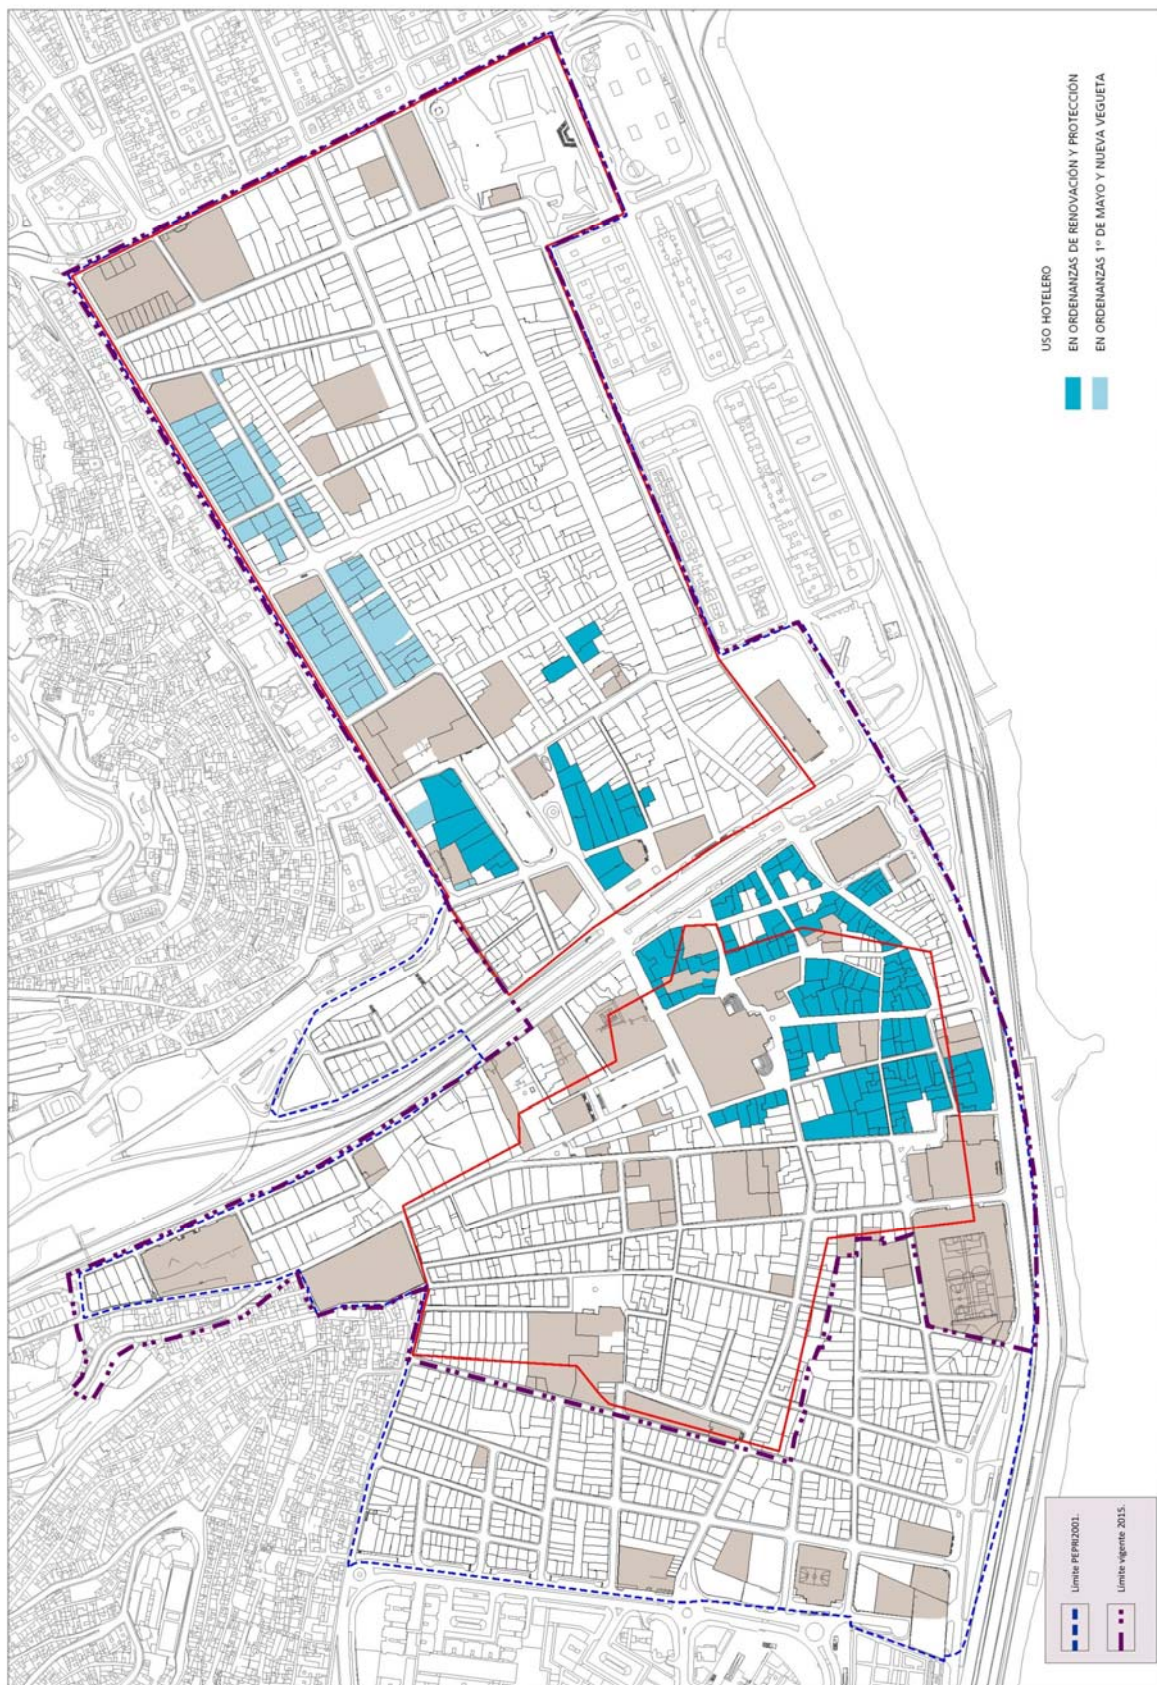 USO HOTELERO
EN ORDENANZAS DE RENOVACIÓN Y PROTECCIÓN
EN ORDENANZAS 1º DE MAYO Y NUEVA VEGUETA
Límite PEPRI2001.
Límite vigente 2015.